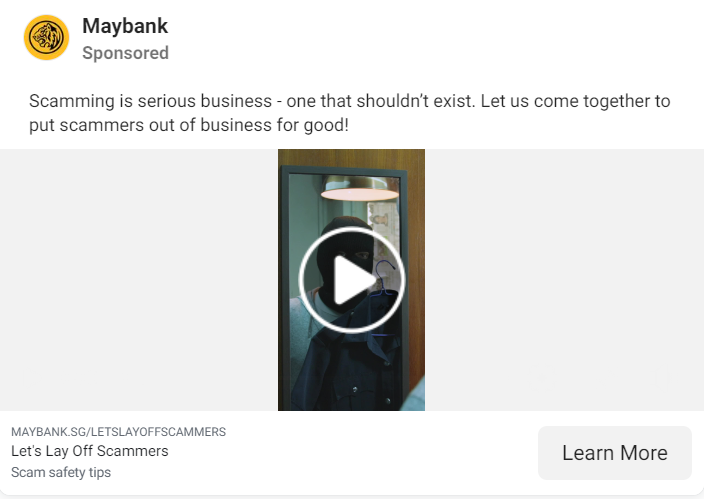 Maybank
Sponsored
Scamming is serious business - one that shouldn’t exist. Let us come together to
put scammers out of business for good!
MAYBANK.SG/LETSLAYOFFSCAMMERS
Let's Lay Off Scammers
Scam safety tips
Learn More